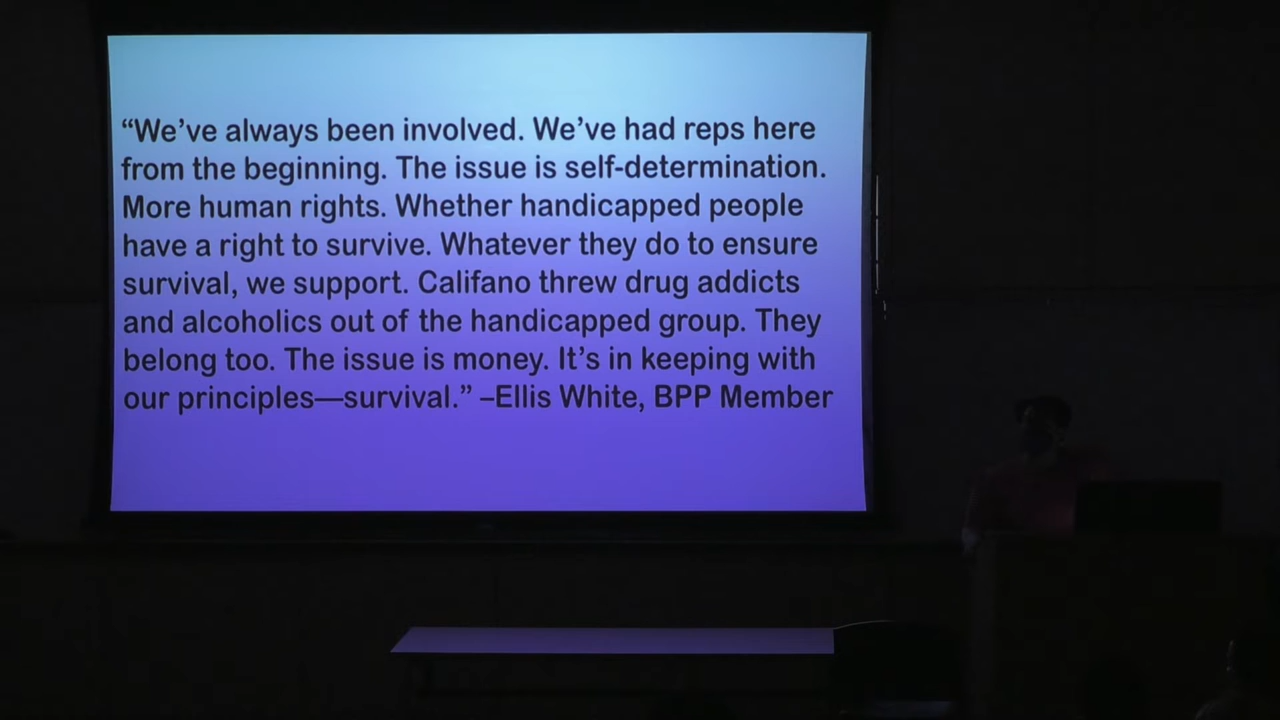 “We’ve always been involved. We’ve had reps here
from the beginning. The issue is self-determination.
More human rights. Whether handicapped people
have a right to survive. Whatever they do to ensure
survival, we support. Califano threw drug addicts
and alcoholics out of the handicapped group. They
belong too. The issue is money. It’s in keeping with
our principles—survival.” –Ellis White, BPP Member